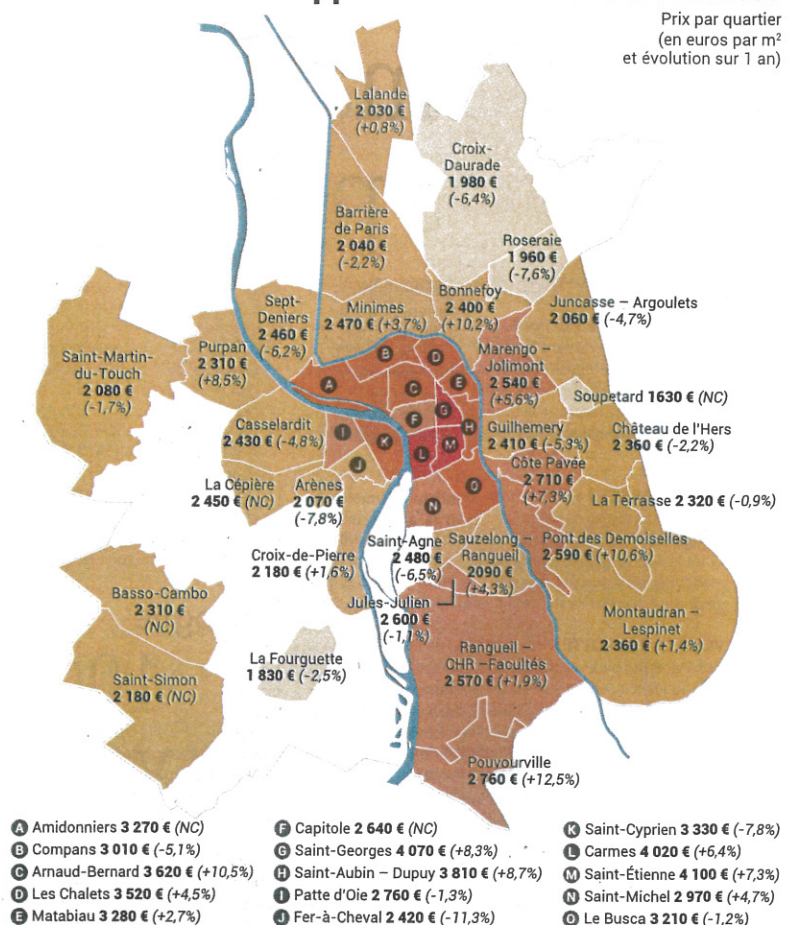 Prix par quartier
(en euros par m²
et évolution sur 1 an)
Lalande
2 030 €
(+0,8%)
Croix-
Daurade
1 980 €
(-6,4%)
Barrière
de Paris
2 040 €
(-2,2%)
Roseraie
1 960 €
(-7,6%)
Bonnefoy
2 400 €
(+10,2%)
Juncasse – Argoulets
2 060 € (-4,7%)
Sept-
Deniers
2 460 €
(-6,2%)
Minimes
2 470 € (+3,7%)
Purpan
2 310 €
(+8,5%)
Saint-Martin-
du-Touch
2 080 €
(-1,7%)
Marengo –
Jolimont
2 540 €
(+5,6%)
Soupetard 1630 € (NC)
B
D
A
C
E
G
F
H
I
K
M
L
J
O
N
Casselardit
2 430 € (-4,8%)
Guilhemery
2 410 € (-5,3%)
Château de l'Hers
2 360 € (-2,2%)
La Cépière
2 450 € (NC)
Arènes
2 070 €
(-7,8%)
Côte Pavée
2 710 €
(+7,3%)
La Terrasse 2 320 € (-0,9%)
Croix-de-Pierre
2 180 € (+1,6%)
Saint-Agne
2 480 €
(-6,5%)
Sauzelong –
Rangueil
2090 €
(+4,3%)
Pont des Demoiselles
2 590 € (+10,6%)
Basso-Cambo
2 310 €
(NC)
Jules-Julien
2 600 €
(-1,1%)
Montaudran –
Lespinet
2 360 € (+1,4%)
La Fourguette
1 830 € (-2,5%)
Rangueil –
CHR –Facultés
2 570 € (+1,9%)
Saint-Simon
2 180 € (NC)
Pouvourville
2 760 € (+12,5%)
A Amidonniers 3 270 € (NC)
B Compans 3 010 € (-5,1%)
C Arnaud-Bernard 3 620 € (+10,5%)
D Les Chalets 3 520 € (+4,5%)
E Matabiau 3 280 € (+2,7%)
F Capitole 2 640 € (NC)
G Saint-Georges 4 070 € (+8,3%)
H Saint-Aubin – Dupuy 3 810 € (+8,7%)
I Patte d'Oie 2 760 € (-1,3%)
J Fer-à-Cheval 2 420 € (-11,3%)
K Saint-Cyprien 3 330 € (-7,8%)
L Carmes 4 020 € (+6,4%)
M Saint-Étienne 4 100 € (+7,3%)
N Saint-Michel 2 970 € (+4,7%)
O Le Busca 3 210 € (-1,2%)